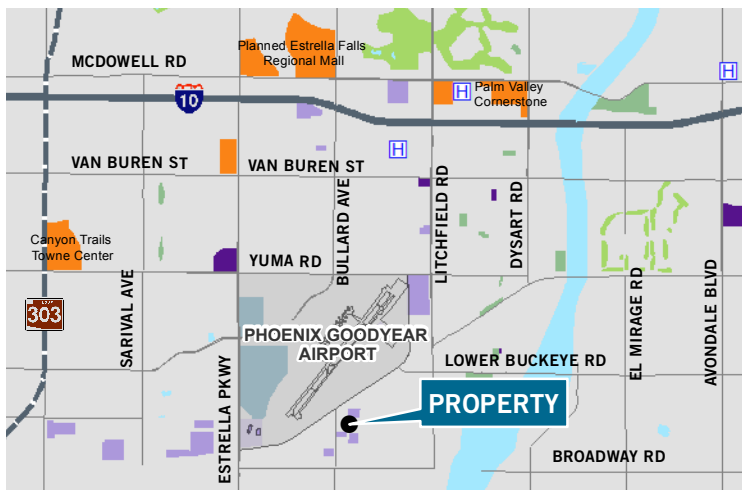 Planned Estrella Falls
Regional Mall
MCDOWELL RD
H
10
H
Palm Valley
Cornerstone
H
VAN BUREN ST
VAN BUREN ST
BULLARD AVE
LITCHFIELD RD
DYSART RD
Canyon Trails
Towne Center
YUMA RD
SARIVAL AVE
EL MIRAGE RD
AVONDALE BLVD
303
PHOENIX GOODYEAR
AIRPORT
LOWER BUCKEYE RD
ESTRELLA PKWY
PROPERTY
BROADWAY RD